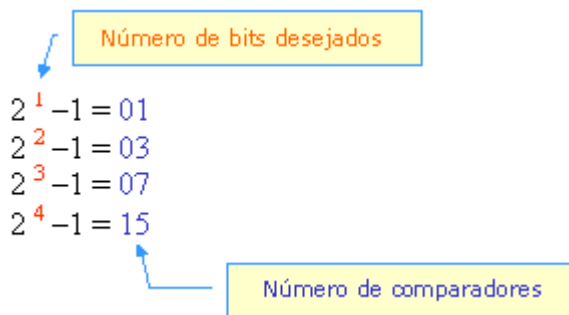 Número de bits desejados
2¹ –1 = 01
2² –1 = 03
2³ –1 = 07
2⁴ –1 = 15
Número de comparadores